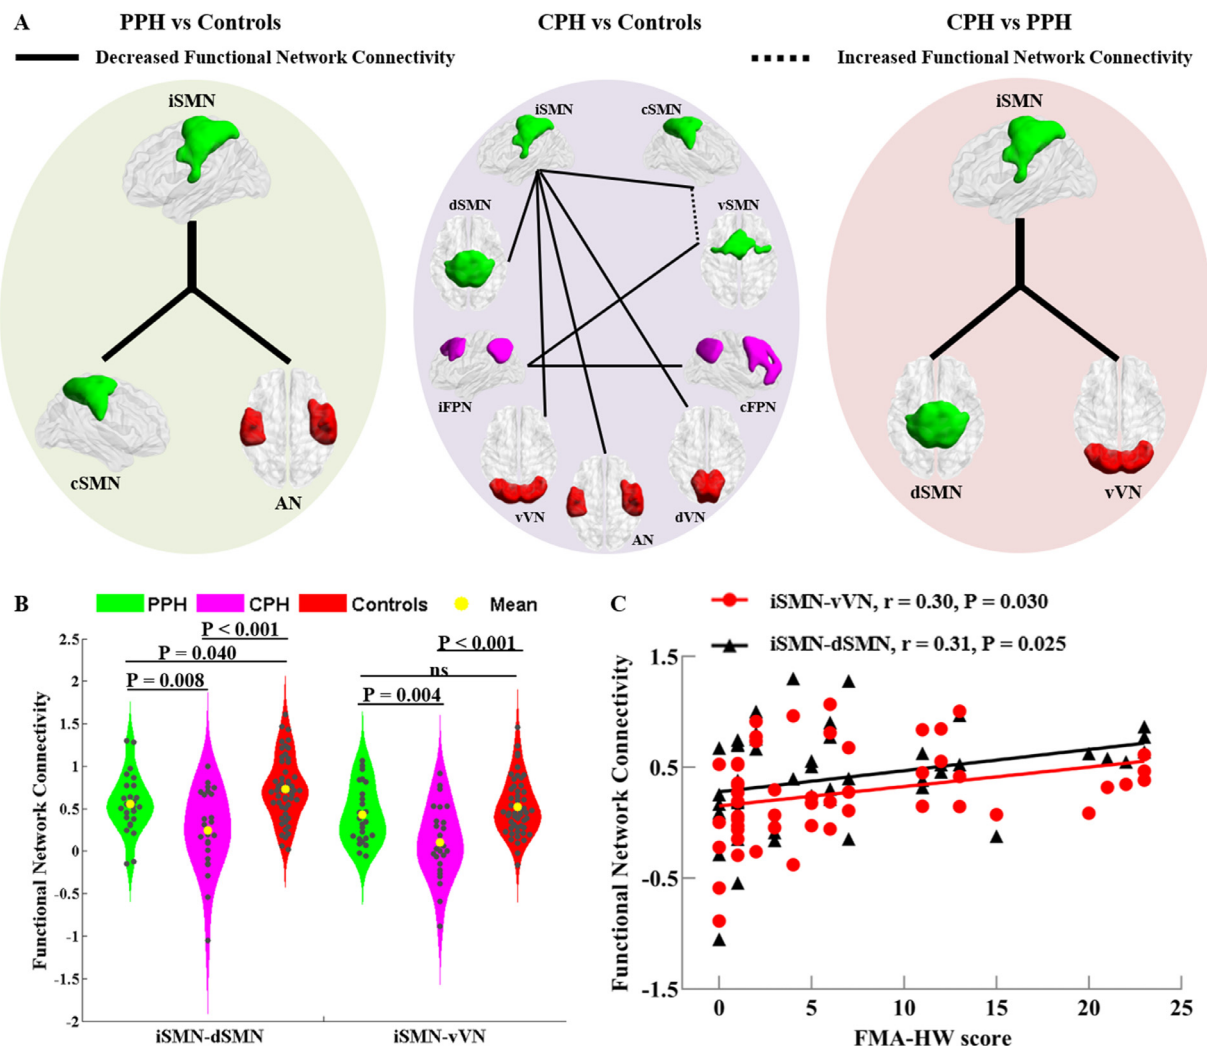 A
PPH vs Controls
CPH vs Controls
CPH vs PPH
Decreased Functional Network Connectivity
Increased Functional Network Connectivity
iSMN
cSMN
AN
iSMN
cSMN
dSMN
vSMN
iFPN
cFPN
vVN
AN
dVN
iSMN
dSMN
vVN
B
PPH
CPH
Controls
Mean
P < 0.001
P = 0.040
P = 0.008
P < 0.001
ns
P = 0.004
Functional Network Connectivity
2.5
2
1.5
1
0.5
0
-0.5
-1
-1.5
-2
iSMN-dSMN
iSMN-vVN
C
iSMN-vVN, r = 0.30, P = 0.030
iSMN-dSMN, r = 0.31, P = 0.025
Functional Network Connectivity
1.5
0.5
-0.5
-1.5
0
5
10
15
20
25
FMA-HW score